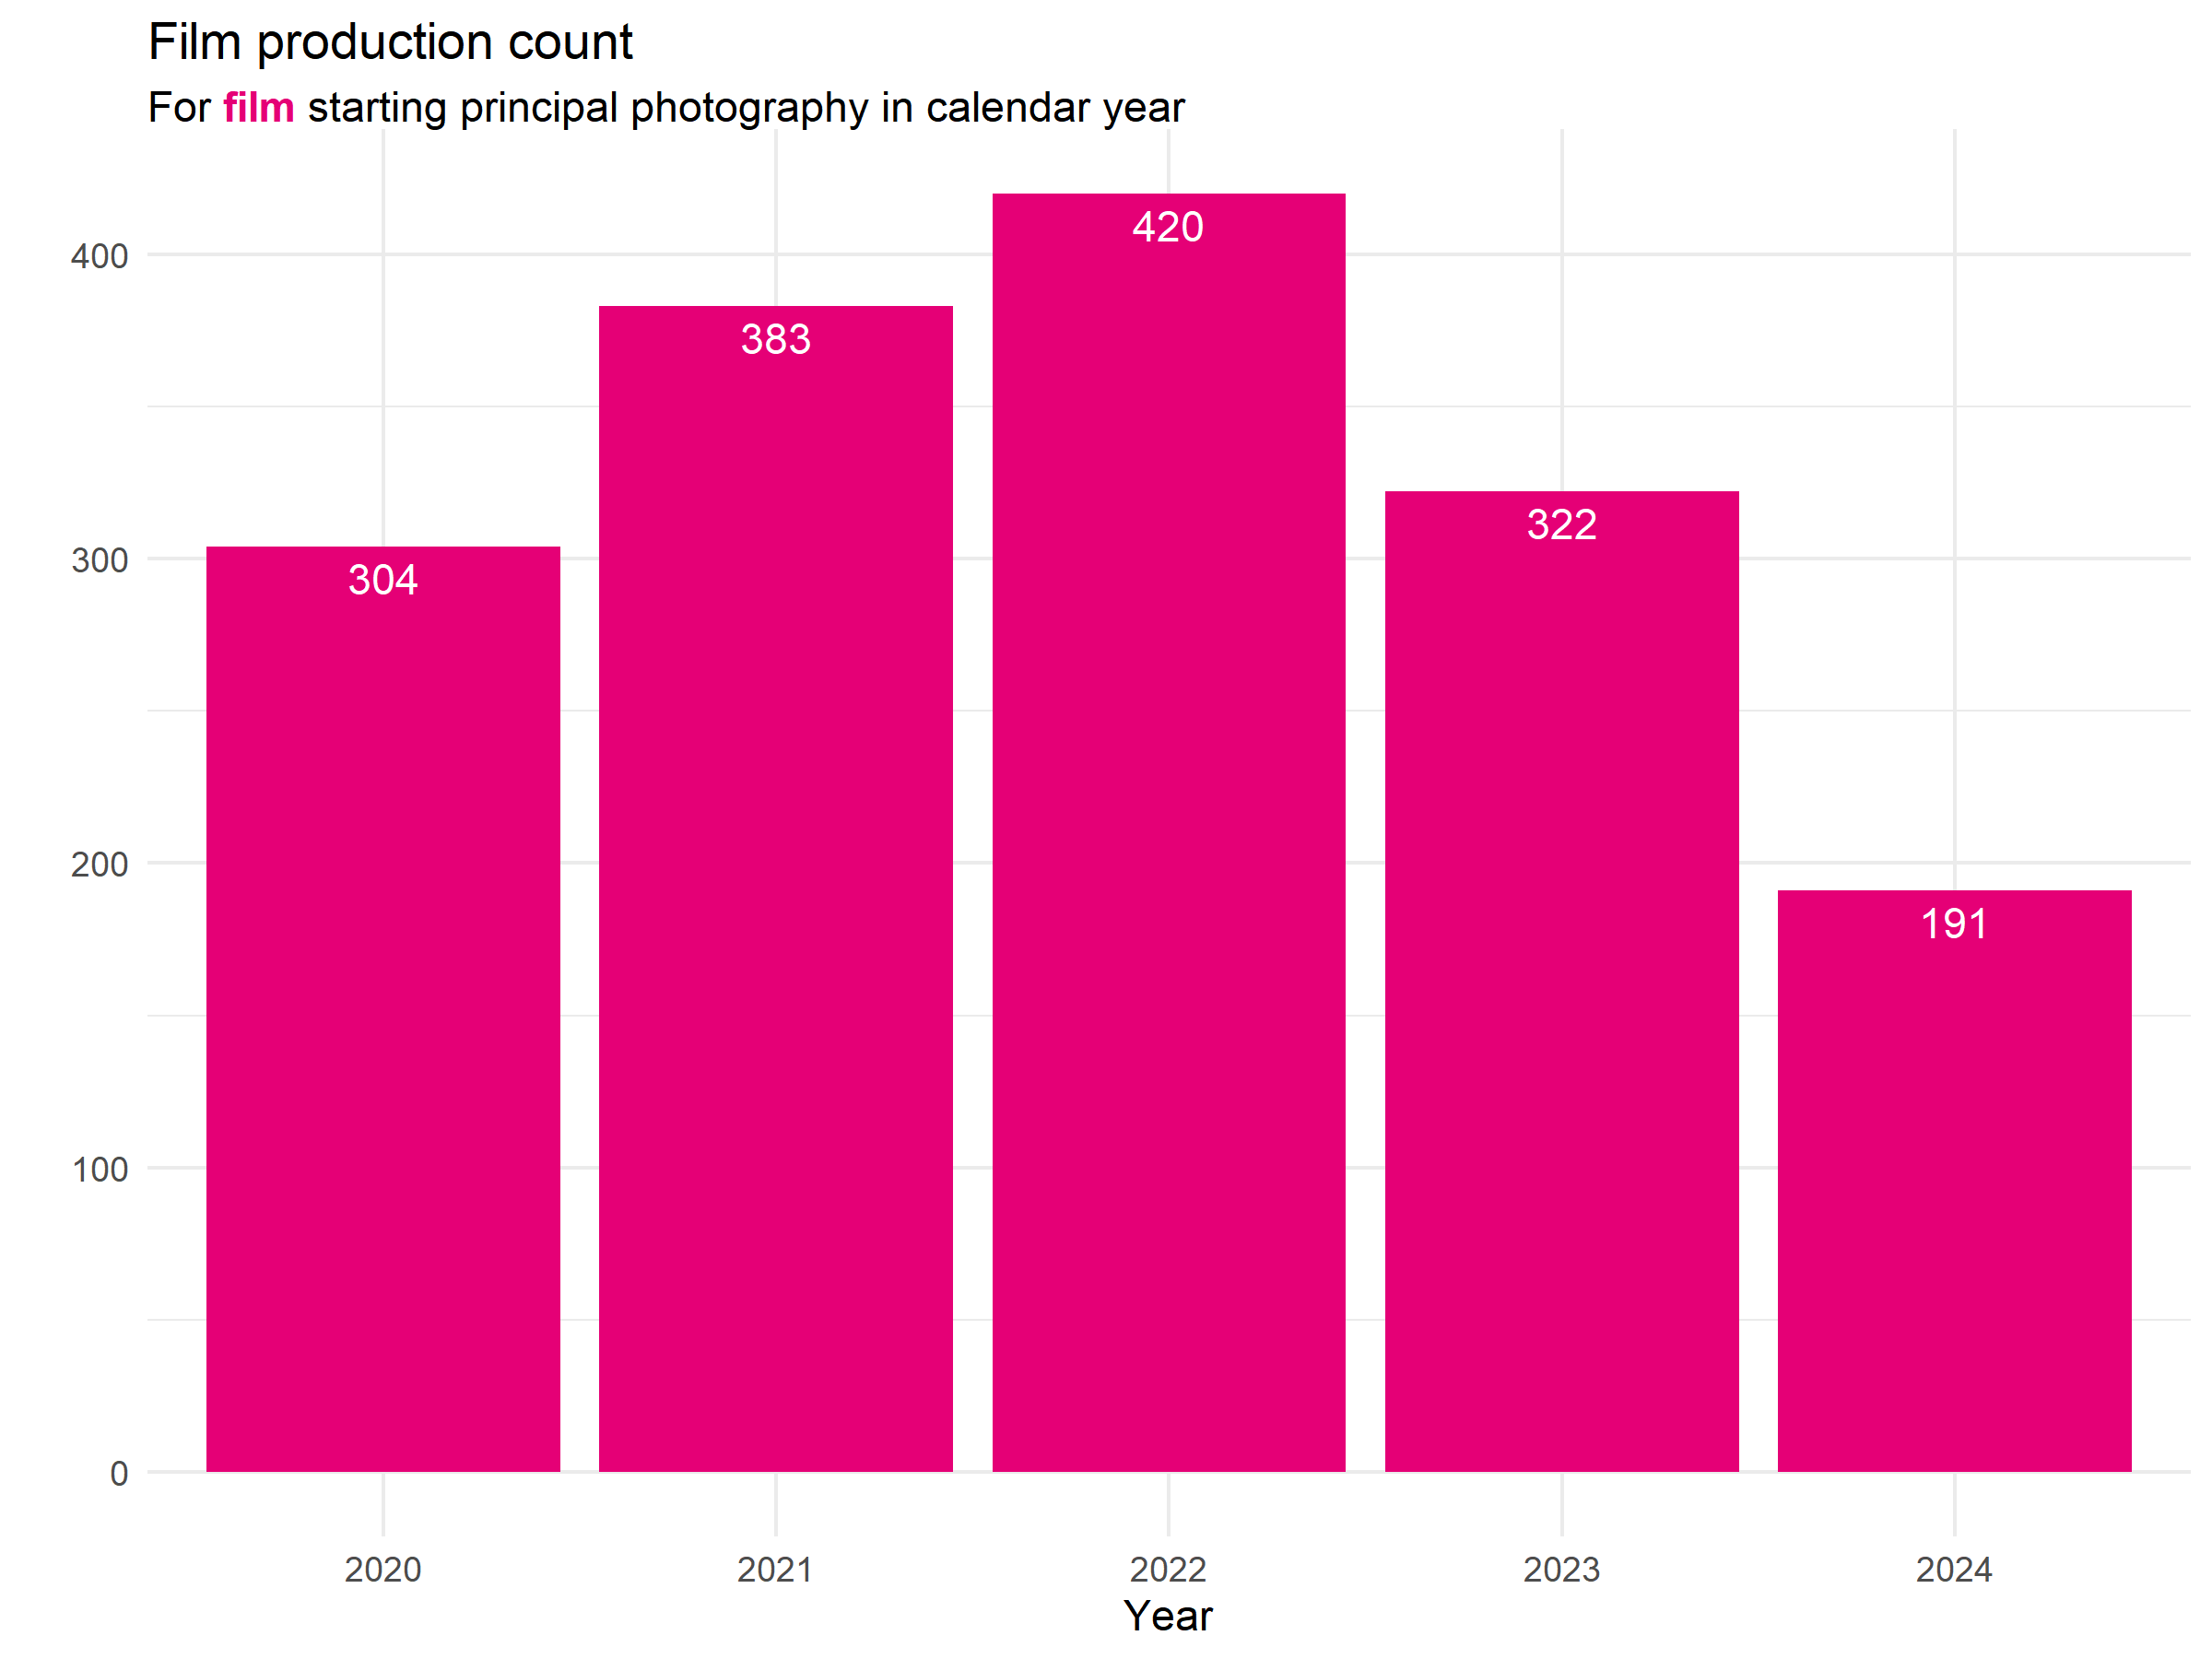 Film production count
For film starting principal photography in calendar year
420
400
383
322
300
304
200
191
100
0
2020 2021 2022 2023 2024
Year